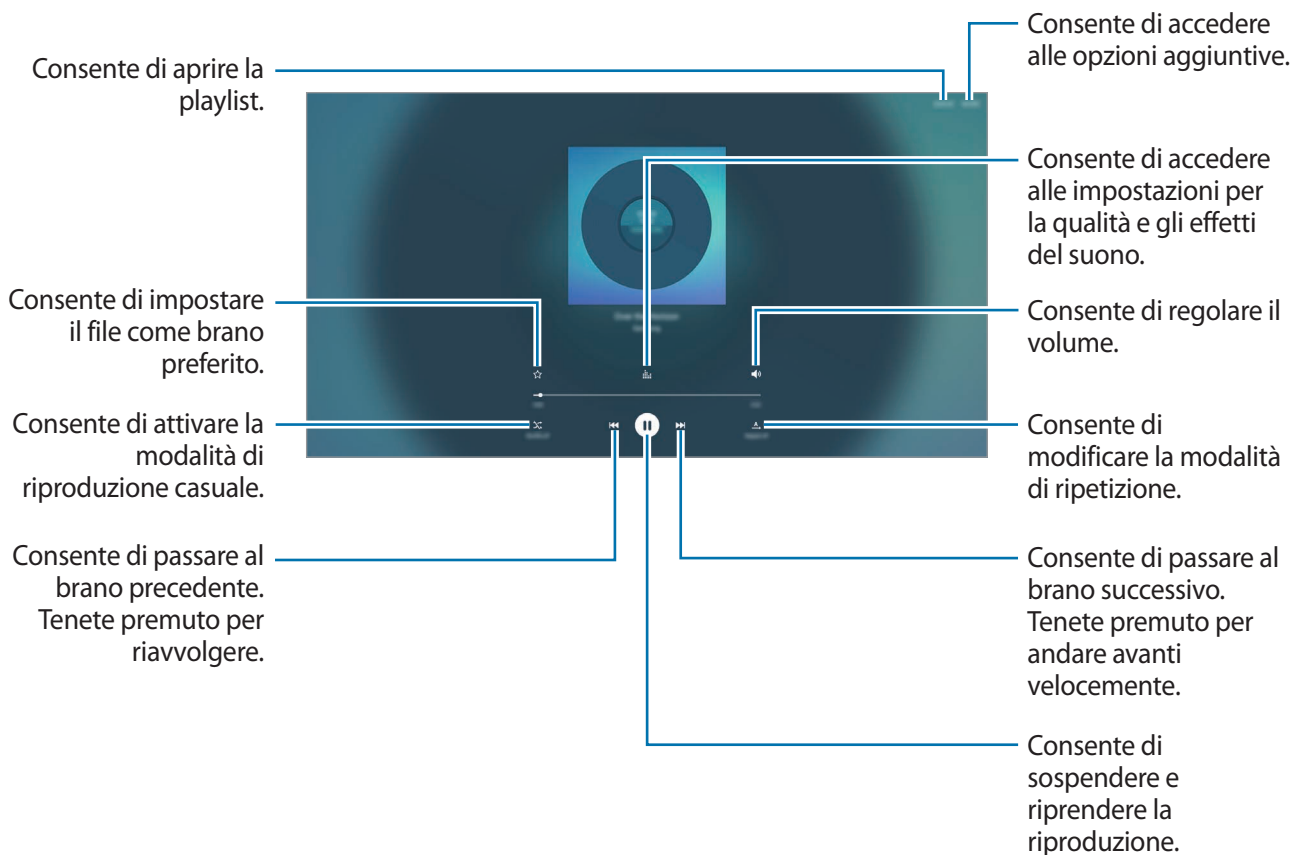 Consente di aprire la
playlist.
Consente di impostare
il file come brano
preferito.
Consente di attivare la
modalità di
riproduzione casuale.
Consente di passare al
brano precedente.
Tenete premuto per
riavvolgere.
Consente di accedere
alle opzioni aggiuntive.
Consente di accedere
alle impostazioni per
la qualità e gli effetti
del suono.
Consente di regolare il
volume.
Consente di
modificare la modalità
di ripetizione.
Consente di passare al
brano successivo.
Tenete premuto per
andare avanti
velocemente.
Consente di
sospendere e
riprendere la
riproduzione.